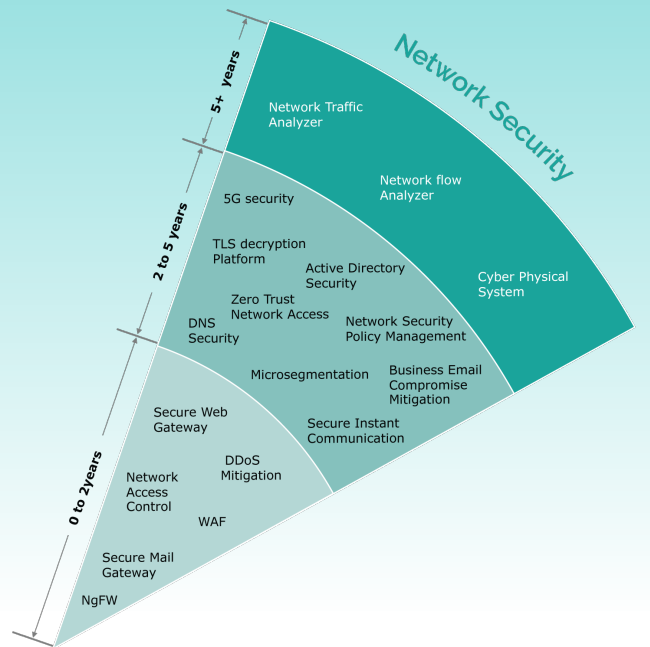 Network Security
5+ years
Network Traffic
Analyzer
Network flow
Analyzer
Cyber Physical
System
2 to 5 years
5G security
TLS decryption
Platform
Active Directory
Security
Zero Trust
Network Access
DNS
Security
Network Security
Policy Management
Microsegmentation
Business Email
Compromise
Mitigation
Secure Instant
Communication
0 to 2years
Secure Web
Gateway
DDoS
Mitigation
Network
Access
Control
WAF
Secure Mail
Gateway
NgFW